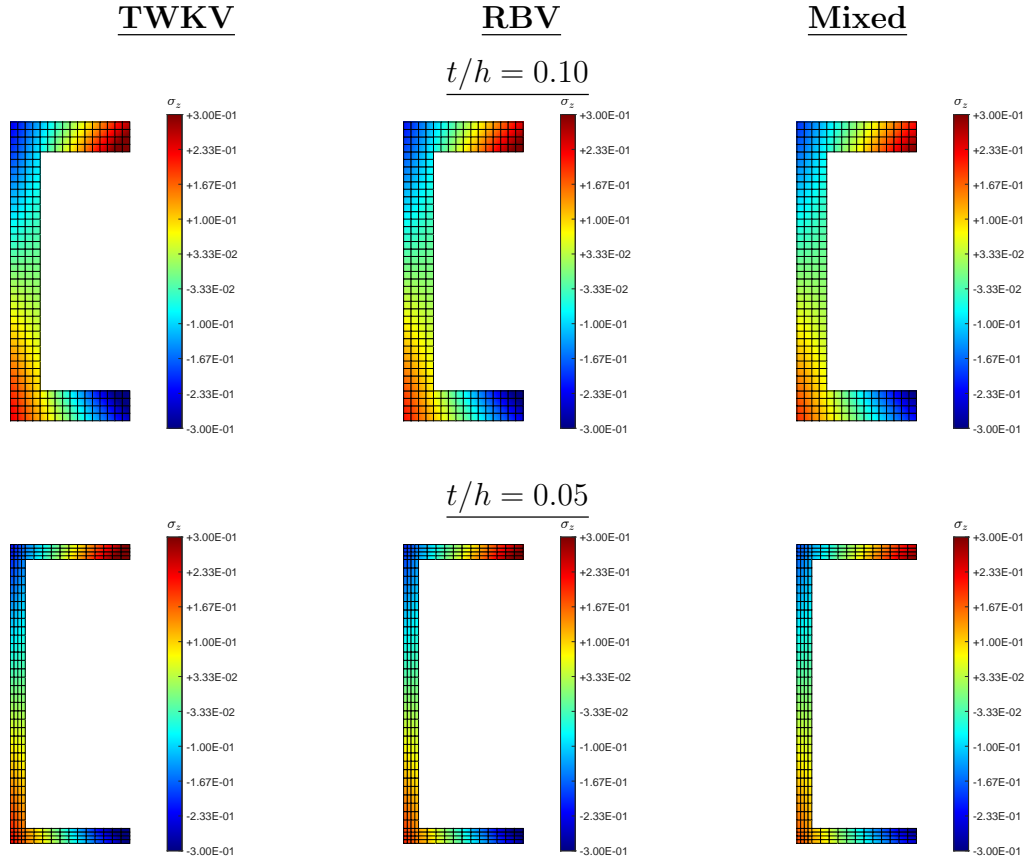 TWKV RBV Mixed
t/h = 0.10
σz σz σz
+3.00E-01 +3.00E-01 +3.00E-01
+2.33E-01 +2.33E-01 +2.33E-01
+1.67E-01 +1.67E-01 +1.67E-01
+1.00E-01 +1.00E-01 +1.00E-01
+3.33E-02 +3.33E-02 +3.33E-02
-3.33E-02 -3.33E-02 -3.33E-02
-1.00E-01 -1.00E-01 -1.00E-01
-1.67E-01 -1.67E-01 -1.67E-01
-2.33E-01 -2.33E-01 -2.33E-01
-3.00E-01 -3.00E-01 -3.00E-01
t/h = 0.05
σz σz σz
+3.00E-01 +3.00E-01 +3.00E-01
+2.33E-01 +2.33E-01 +2.33E-01
+1.67E-01 +1.67E-01 +1.67E-01
+1.00E-01 +1.00E-01 +1.00E-01
+3.33E-02 +3.33E-02 +3.33E-02
-3.33E-02 -3.33E-02 -3.33E-02
-1.00E-01 -1.00E-01 -1.00E-01
-1.67E-01 -1.67E-01 -1.67E-01
-2.33E-01 -2.33E-01 -2.33E-01
-3.00E-01 -3.00E-01 -3.00E-01